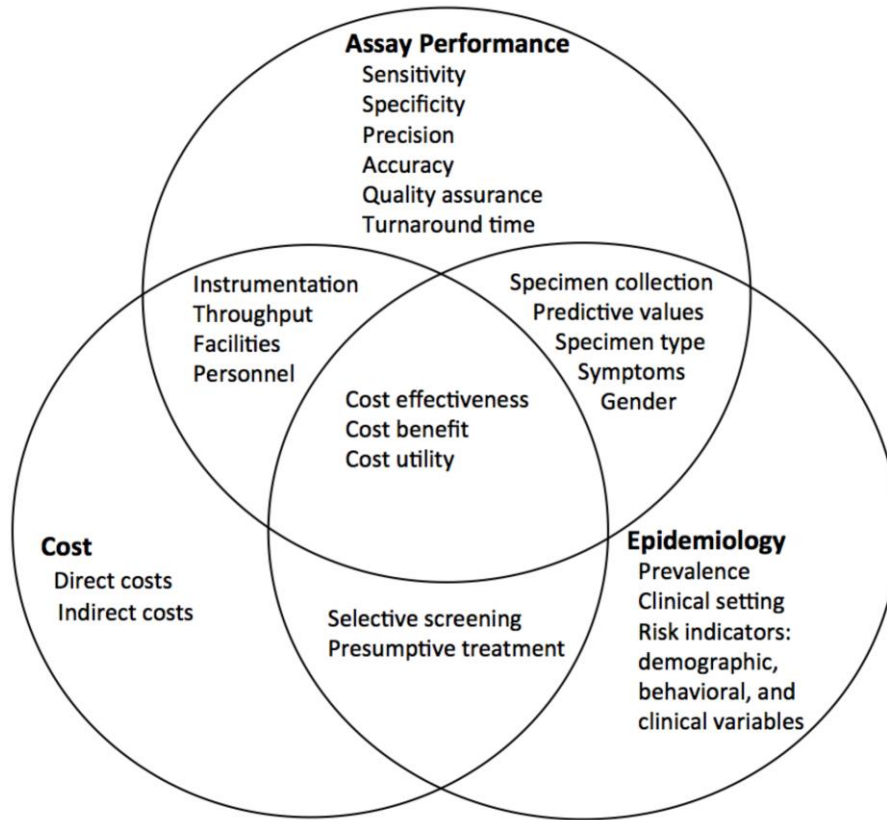 Assay Performance
Sensitivity
Specificity
Precision
Accuracy
Quality assurance
Turnaround time
Instrumentation
Throughput
Facilities
Personnel
Specimen collection
Predictive values
Specimen type
Symptoms
Gender
Cost effectiveness
Cost benefit
Cost utility
Cost
Direct costs
Indirect costs
Selective screening
Presumptive treatment
Epidemiology
Prevalence
Clinical setting
Risk indicators:
demographic,
behavioral, and
clinical variables